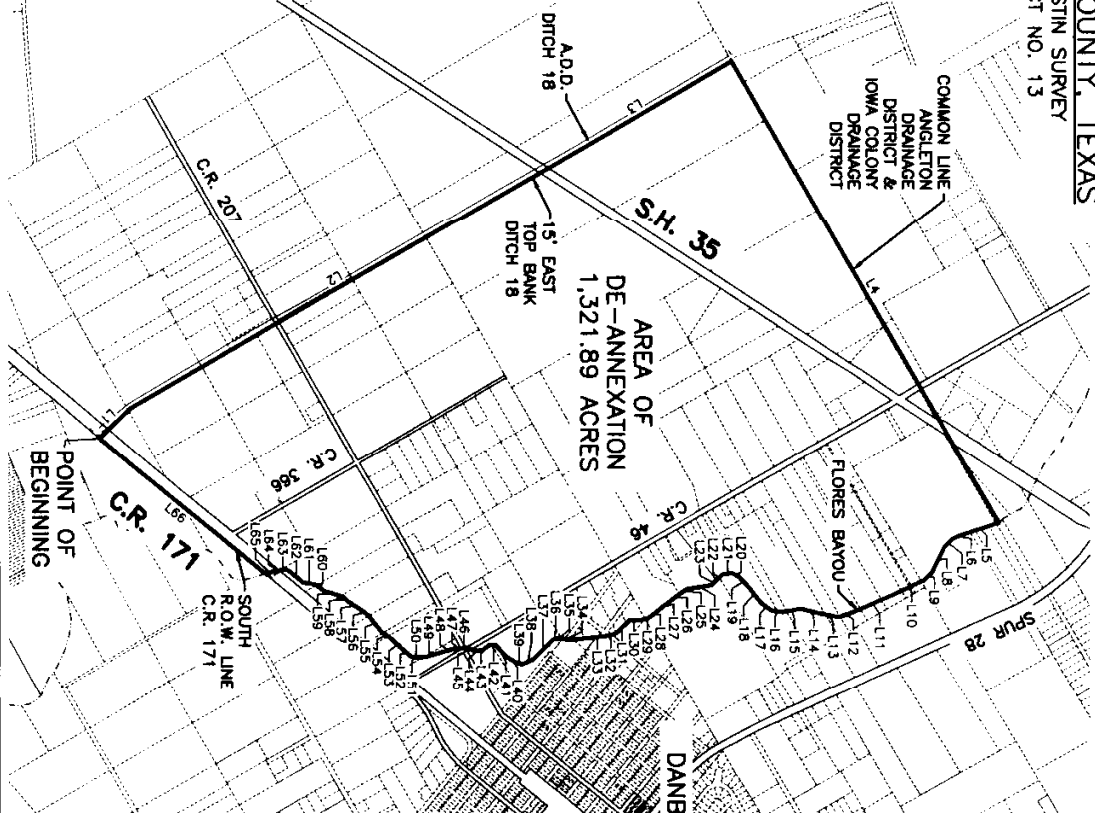 OUNTY, TEXAS
STIN SURVEY
CT NO. 13
COMMON LINE
ANGLETON
DRAINAGE
DISTRICT &
IOWA COLONY
DRAINAGE
DISTRICT
A.D.D.
DITCH 18
L3
S.H. 35
L4
15' EAST
TOP BANK
DITCH 18
C.R. 207
L2
AREA OF
DE-ANNEXATION
1,321.89 ACRES
FLORES BAYOU
C.R. 46
C.R. 366
L1
POINT OF
BEGINNING
L66
C.R. 171
SOUTH
R.O.W. LINE
C.R. 171
SPUR 28
DANB
L5
L6
L7
L8
L9
L10
L11
L12
L13
L14
L15
L16
L17
L18
L19
L20
L21
L22
L23
L24
L25
L26
L27
L28
L29
L30
L31
L32
L33
L34
L35
L36
L37
L38
L39
L40
L41
L42
L43
L44
L45
L46
L47
L48
L49
L50
L51
L52
L53
L54
L55
L56
L57
L58
L59
L60
L61
L62
L63
L64
L65